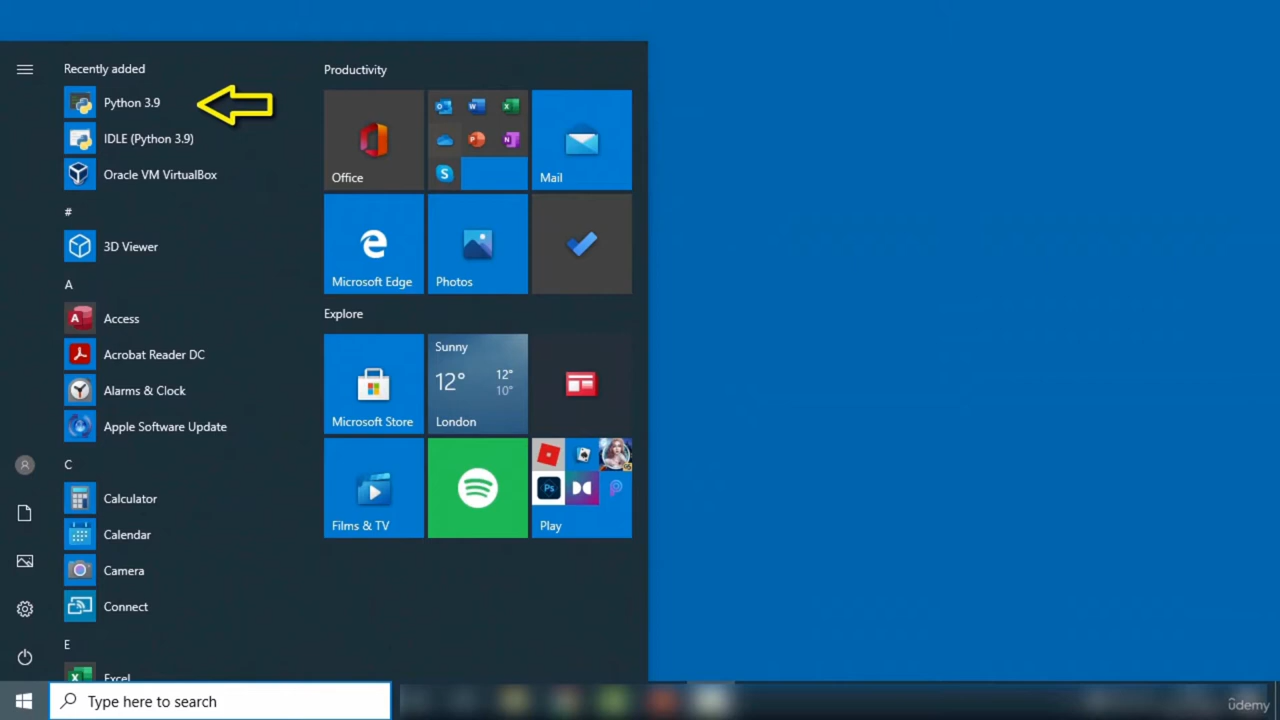 Recently added
Python 3.9
IDLE (Python 3.9)
Oracle VM VirtualBox
#
3D Viewer
A
Access
Acrobat Reader DC
Alarms & Clock
Apple Software Update
C
Calculator
Calendar
Camera
Connect
E
Excel
Productivity
Office
Mail
Microsoft Edge
Photos
Explore
Microsoft Store
Sunny
12° 12°
10°
London
Films & TV
Ps
Play
Type here to search
ûdemy